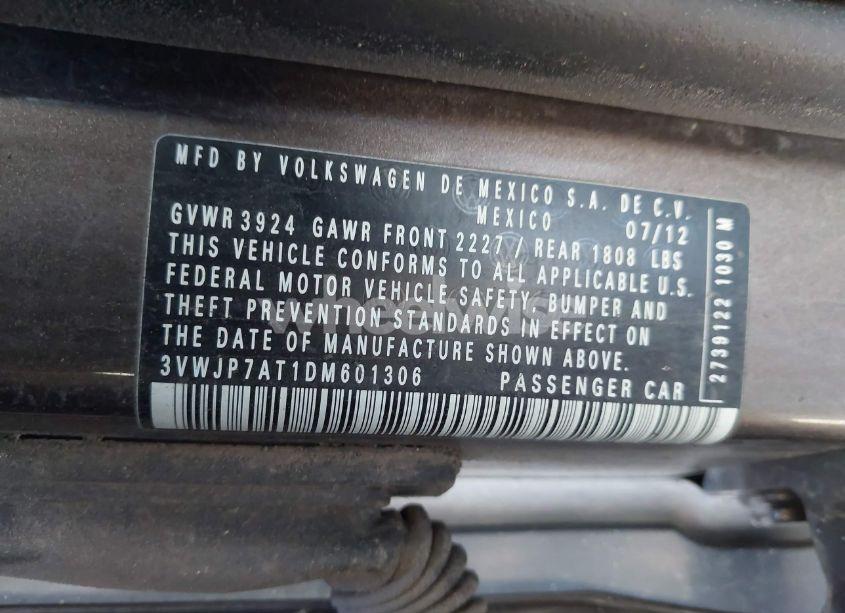 MFD BY VOLKSWAGEN DE MEXICO S.A. DE C.V.
MEXICO 07/12
GVWR 3924 GAWR FRONT 2227 / REAR 1808 LBS
THIS VEHICLE CONFORMS TO ALL APPLICABLE U.S.
FEDERAL MOTOR VEHICLE SAFETY, BUMPER AND
THEFT PREVENTION STANDARDS IN EFFECT ON
THE DATE OF MANUFACTURE SHOWN ABOVE.
3VWJP7AT1DM601306 PASSENGER CAR
2739122 1030 M